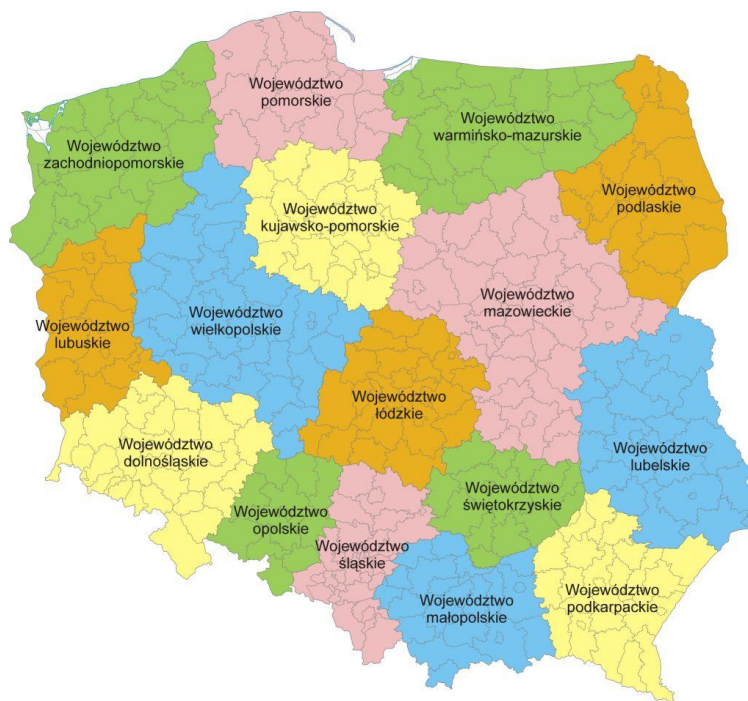 Województwo
pomorskie
Województwo
warmińsko-mazurskie
Województwo
zachodniopomorskie
Województwo
podlaskie
Województwo
kujawsko-pomorskie
Województwo
mazowieckie
Województwo
wielkopolskie
Województwo
lubuskie
Województwo
łódzkie
Województwo
dolnośląskie
Województwo
lubelskie
Województwo
świętokrzyskie
Województwo
opolskie
Województwo
śląskie
Województwo
małopolskie
Województwo
podkarpackie